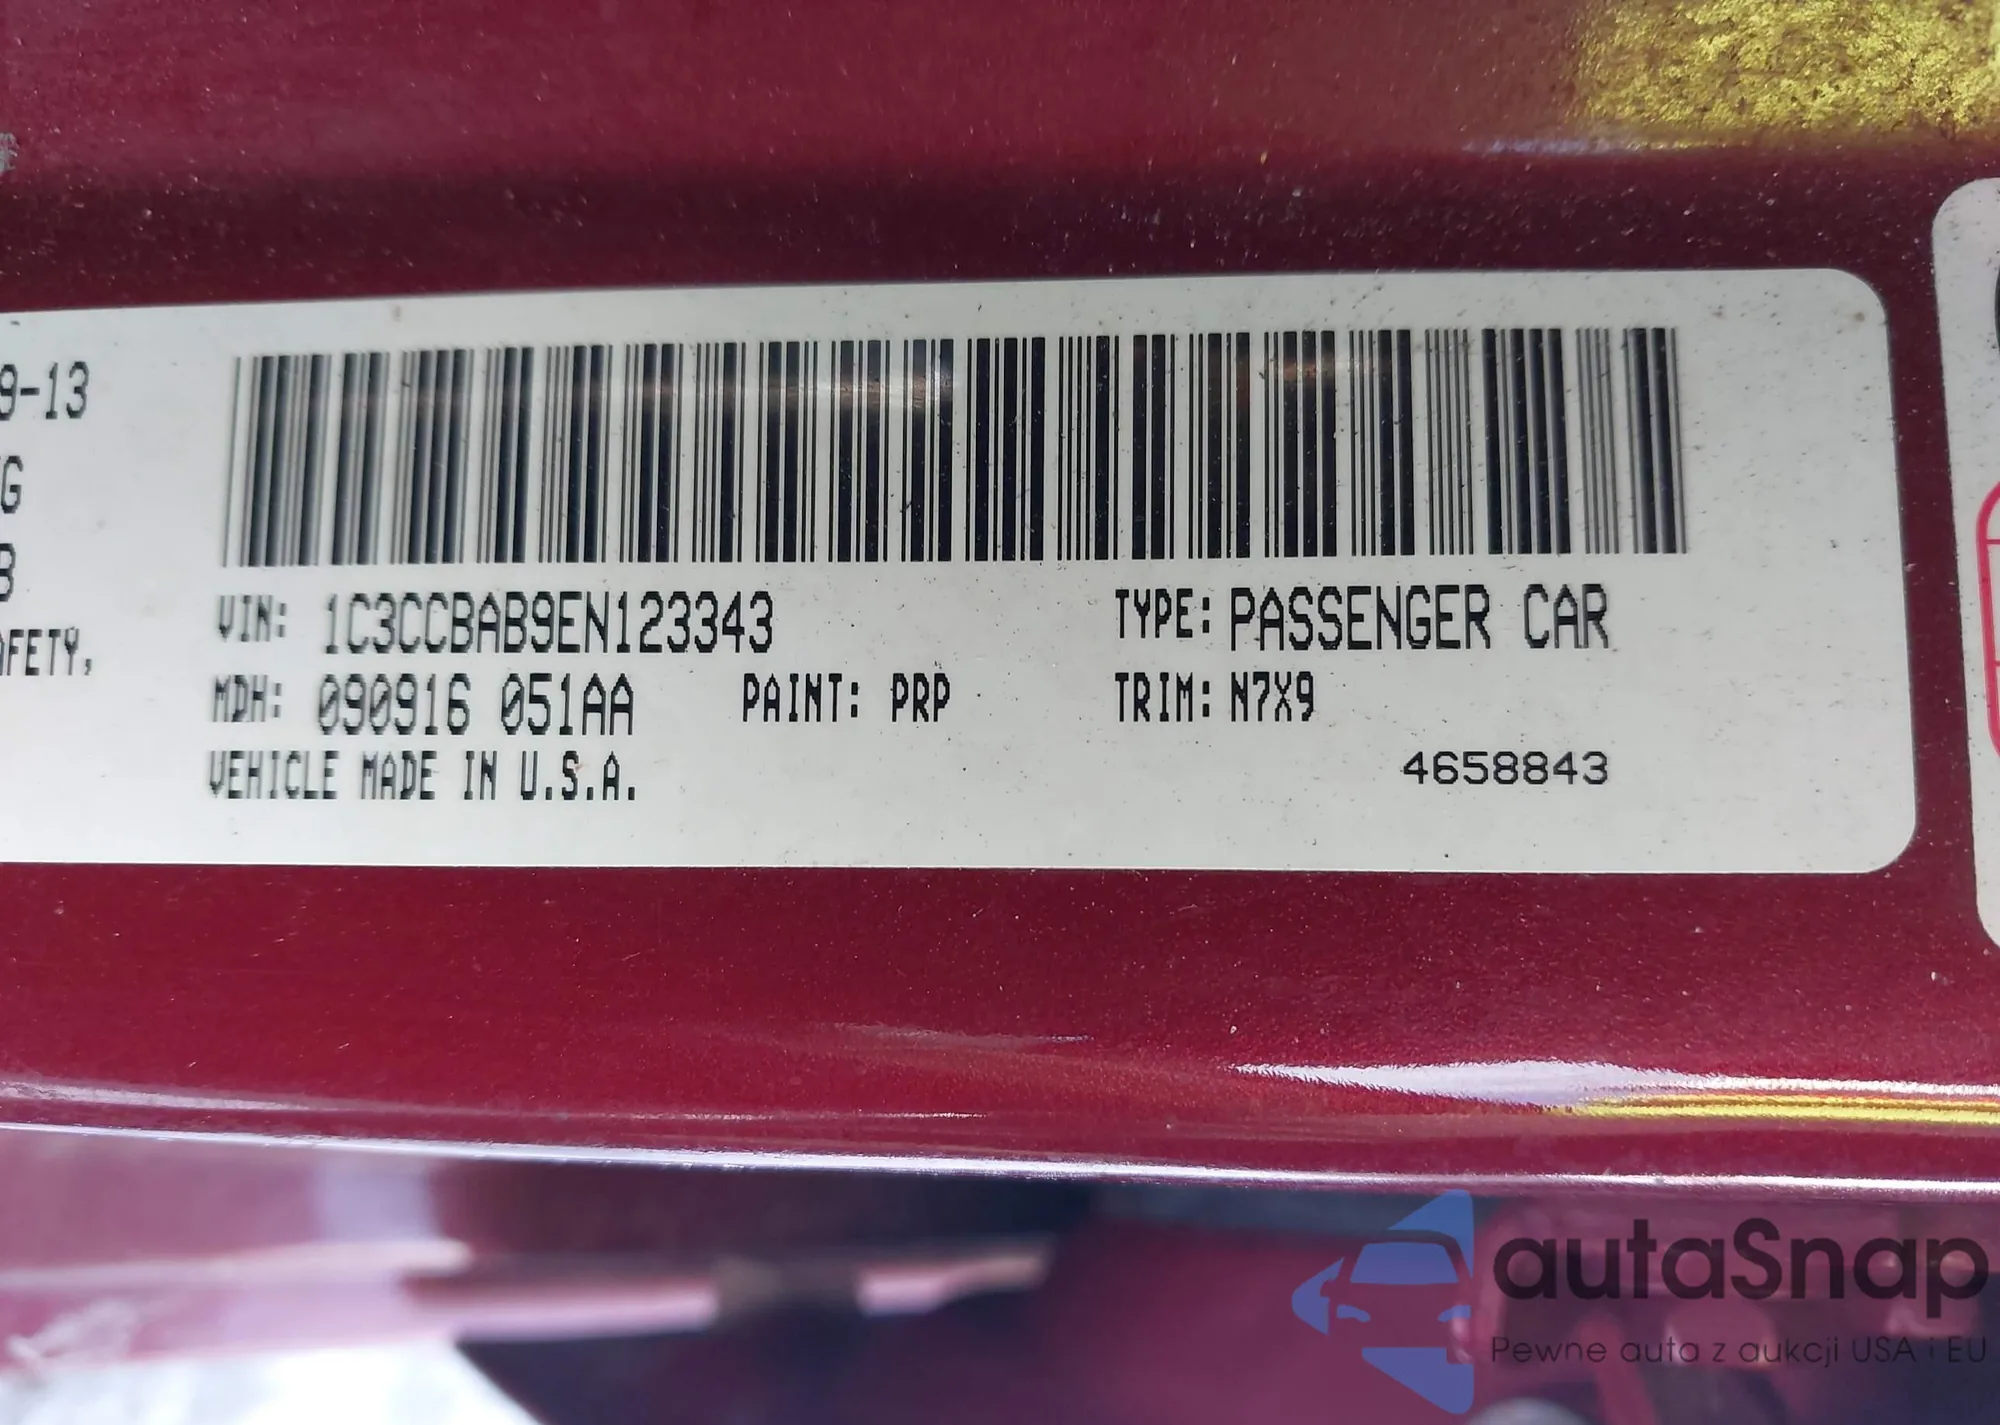 9-13
G
B
AFETY,
VIN: 1C3CCBAB9EN123343
TYPE: PASSENGER CAR
MDH: 090916 051AA
PAINT: PRP
TRIM: N7X9
VEHICLE MADE IN U.S.A.
4658843
autaSnap
Pewne auta z aukcji USA i EU